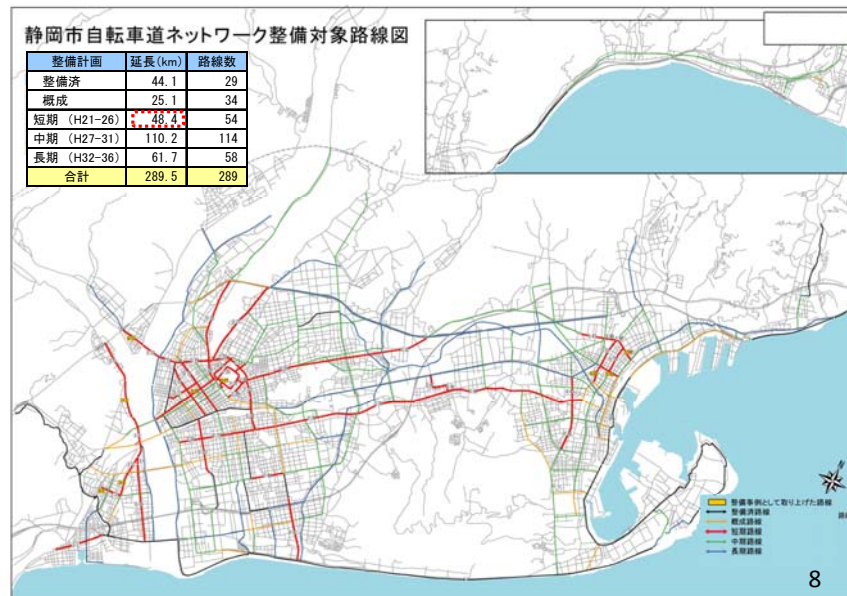 静岡市自転車道ネットワーク整備対象路線図
整備計画 延長(km) 路線数
整備済 44.1 29
概成 25.1 34
短期 (H21-26) 48.4 54
中期 (H27-31) 110.2 114
長期 (H32-36) 61.7 58
合計 289.5 289
整備事例として取り上げた路線
整備済路線
概成路線
短期路線
中期路線
長期路線
路線
8